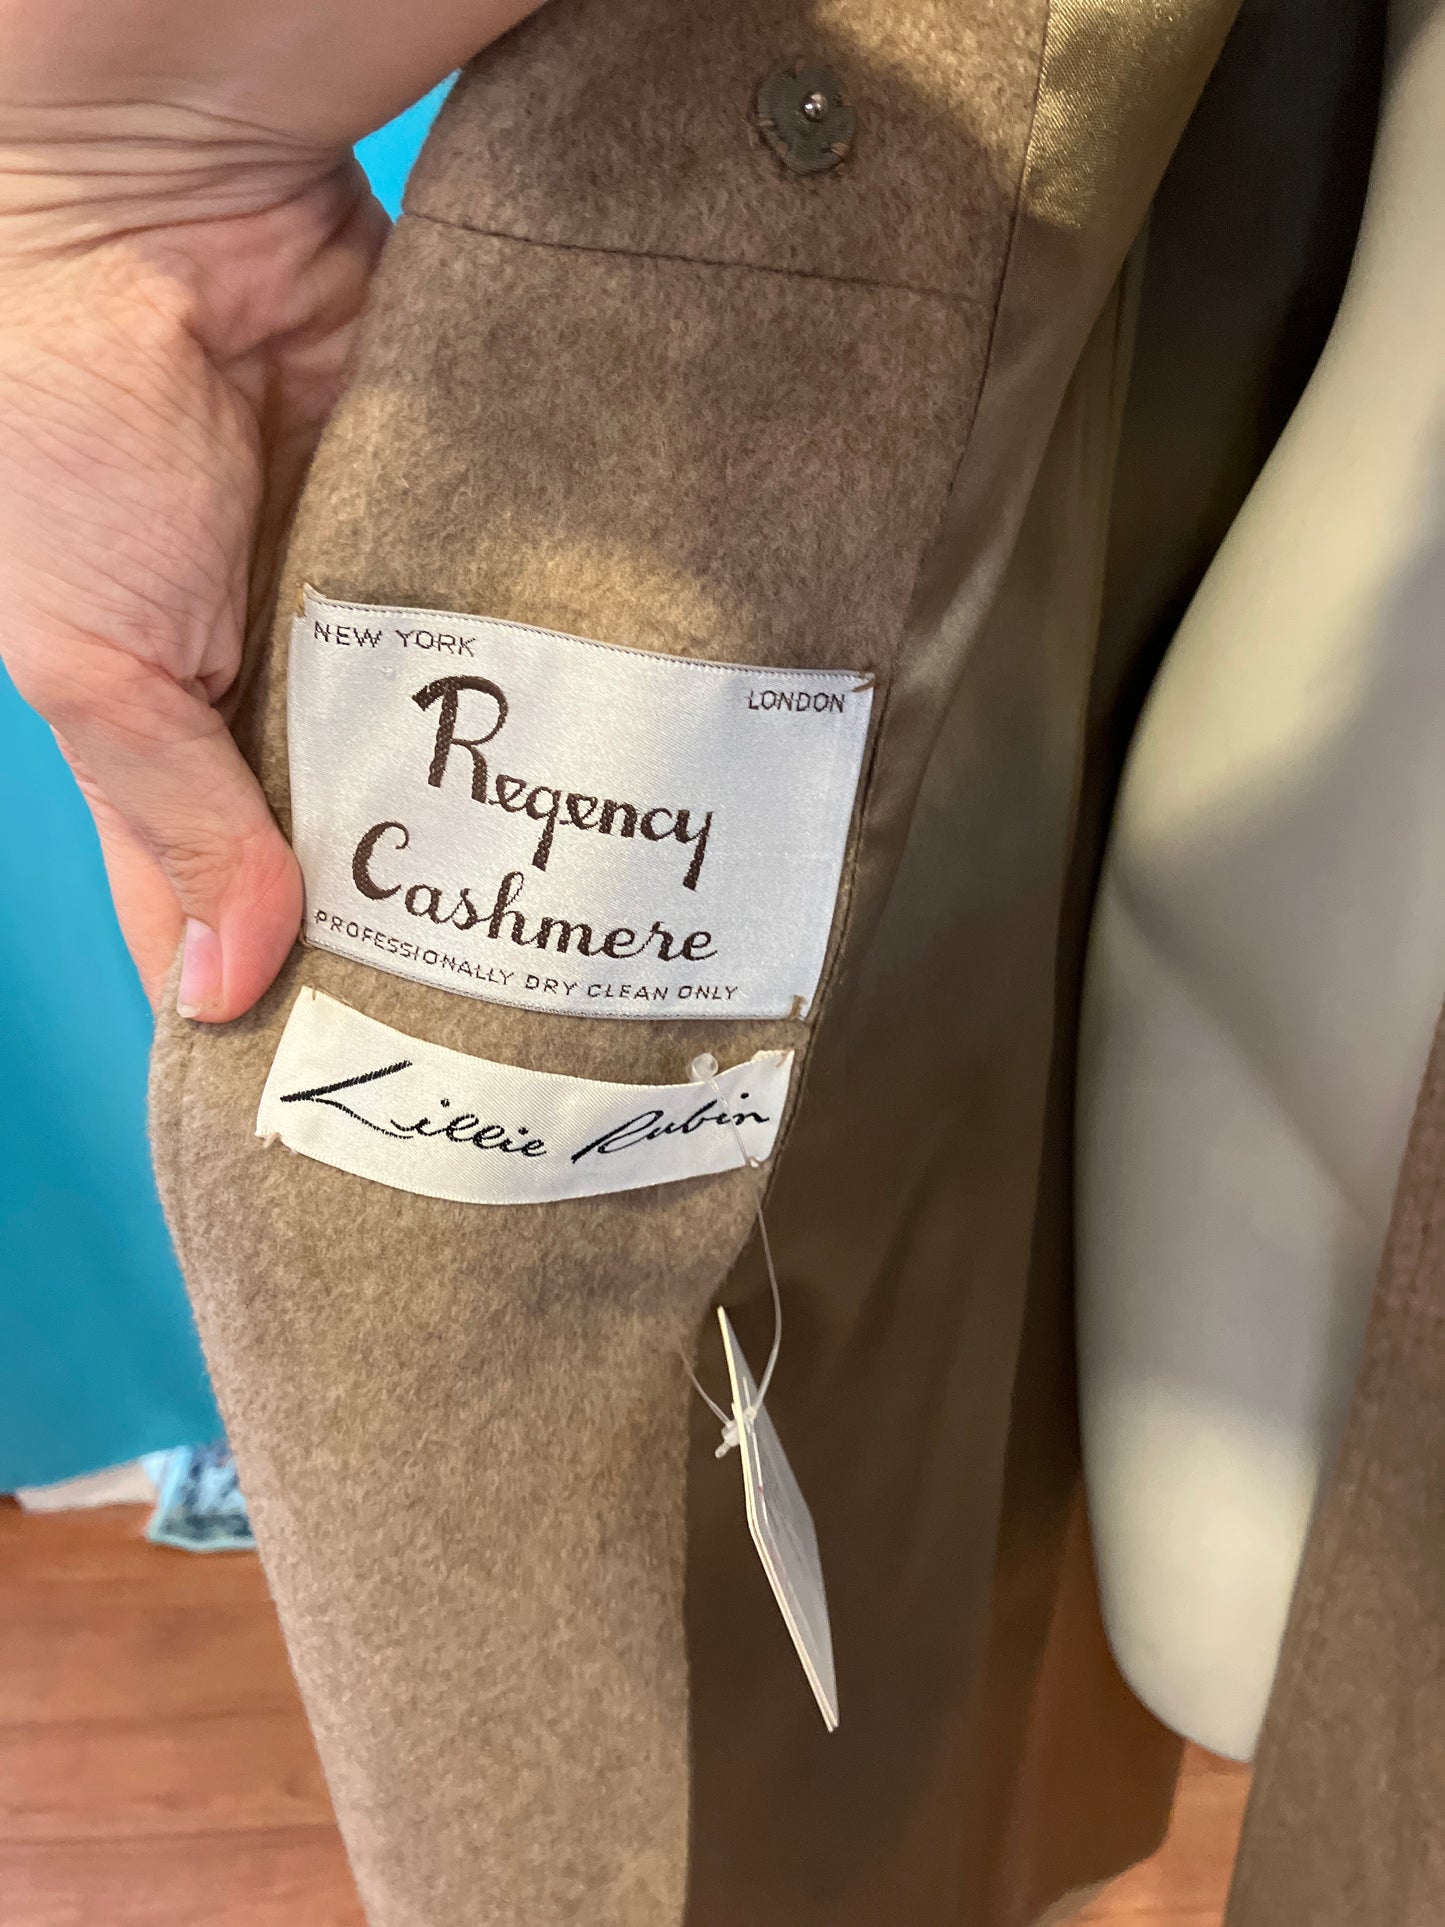 NEW YORK
LONDON
Regency
Cashmere
PROFESSIONALLY DRY CLEAN ONLY
Lillie Rubin